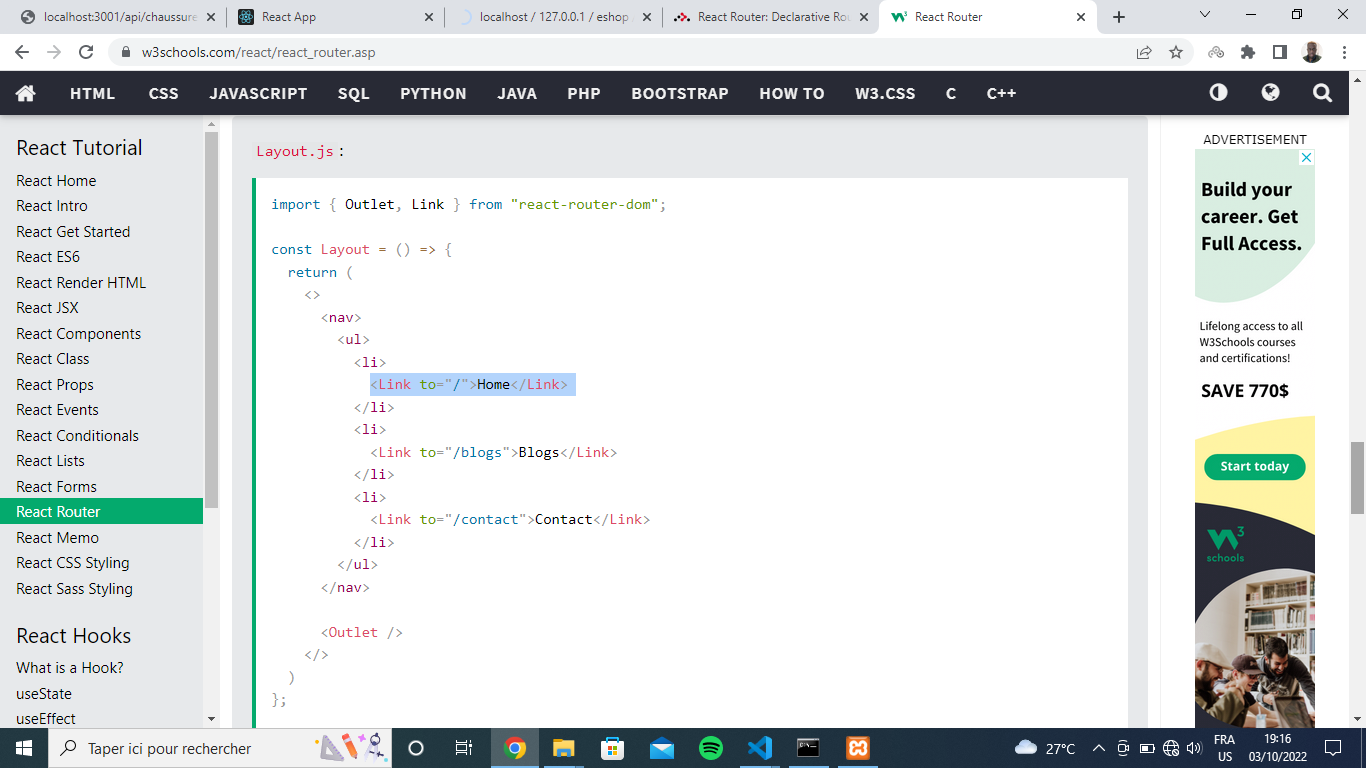 localhost:3001/api/chaussure
React App
localhost / 127.0.0.1 / eshop
React Router: Declarative Ro
React Router
w3schools.com/react/react_router.asp
HTML CSS JAVASCRIPT SQL PYTHON JAVA PHP BOOTSTRAP HOW TO W3.CSS C C++
React Tutorial
React Home
React Intro
React Get Started
React ES6
React Render HTML
React JSX
React Components
React Class
React Props
React Events
React Conditionals
React Lists
React Forms
React Router
React Memo
React CSS Styling
React Sass Styling
React Hooks
What is a Hook?
useState
useEffect
Layout.js :
import { Outlet, Link } from "react-router-dom";
const Layout = () => {
return (
<>
<nav>
<ul>
<li>
<Link to="/">Home</Link>
</li>
<li>
<Link to="/blogs">Blogs</Link>
</li>
<li>
<Link to="/contact">Contact</Link>
</li>
</ul>
</nav>
<Outlet />
</>
)
};
ADVERTISEMENT
Build your
career. Get
Full Access.
Lifelong access to all
W3Schools courses
and certifications!
SAVE 770$
Start today
3
schools
Taper ici pour rechercher
27°C
FRA
US
19:16
03/10/2022